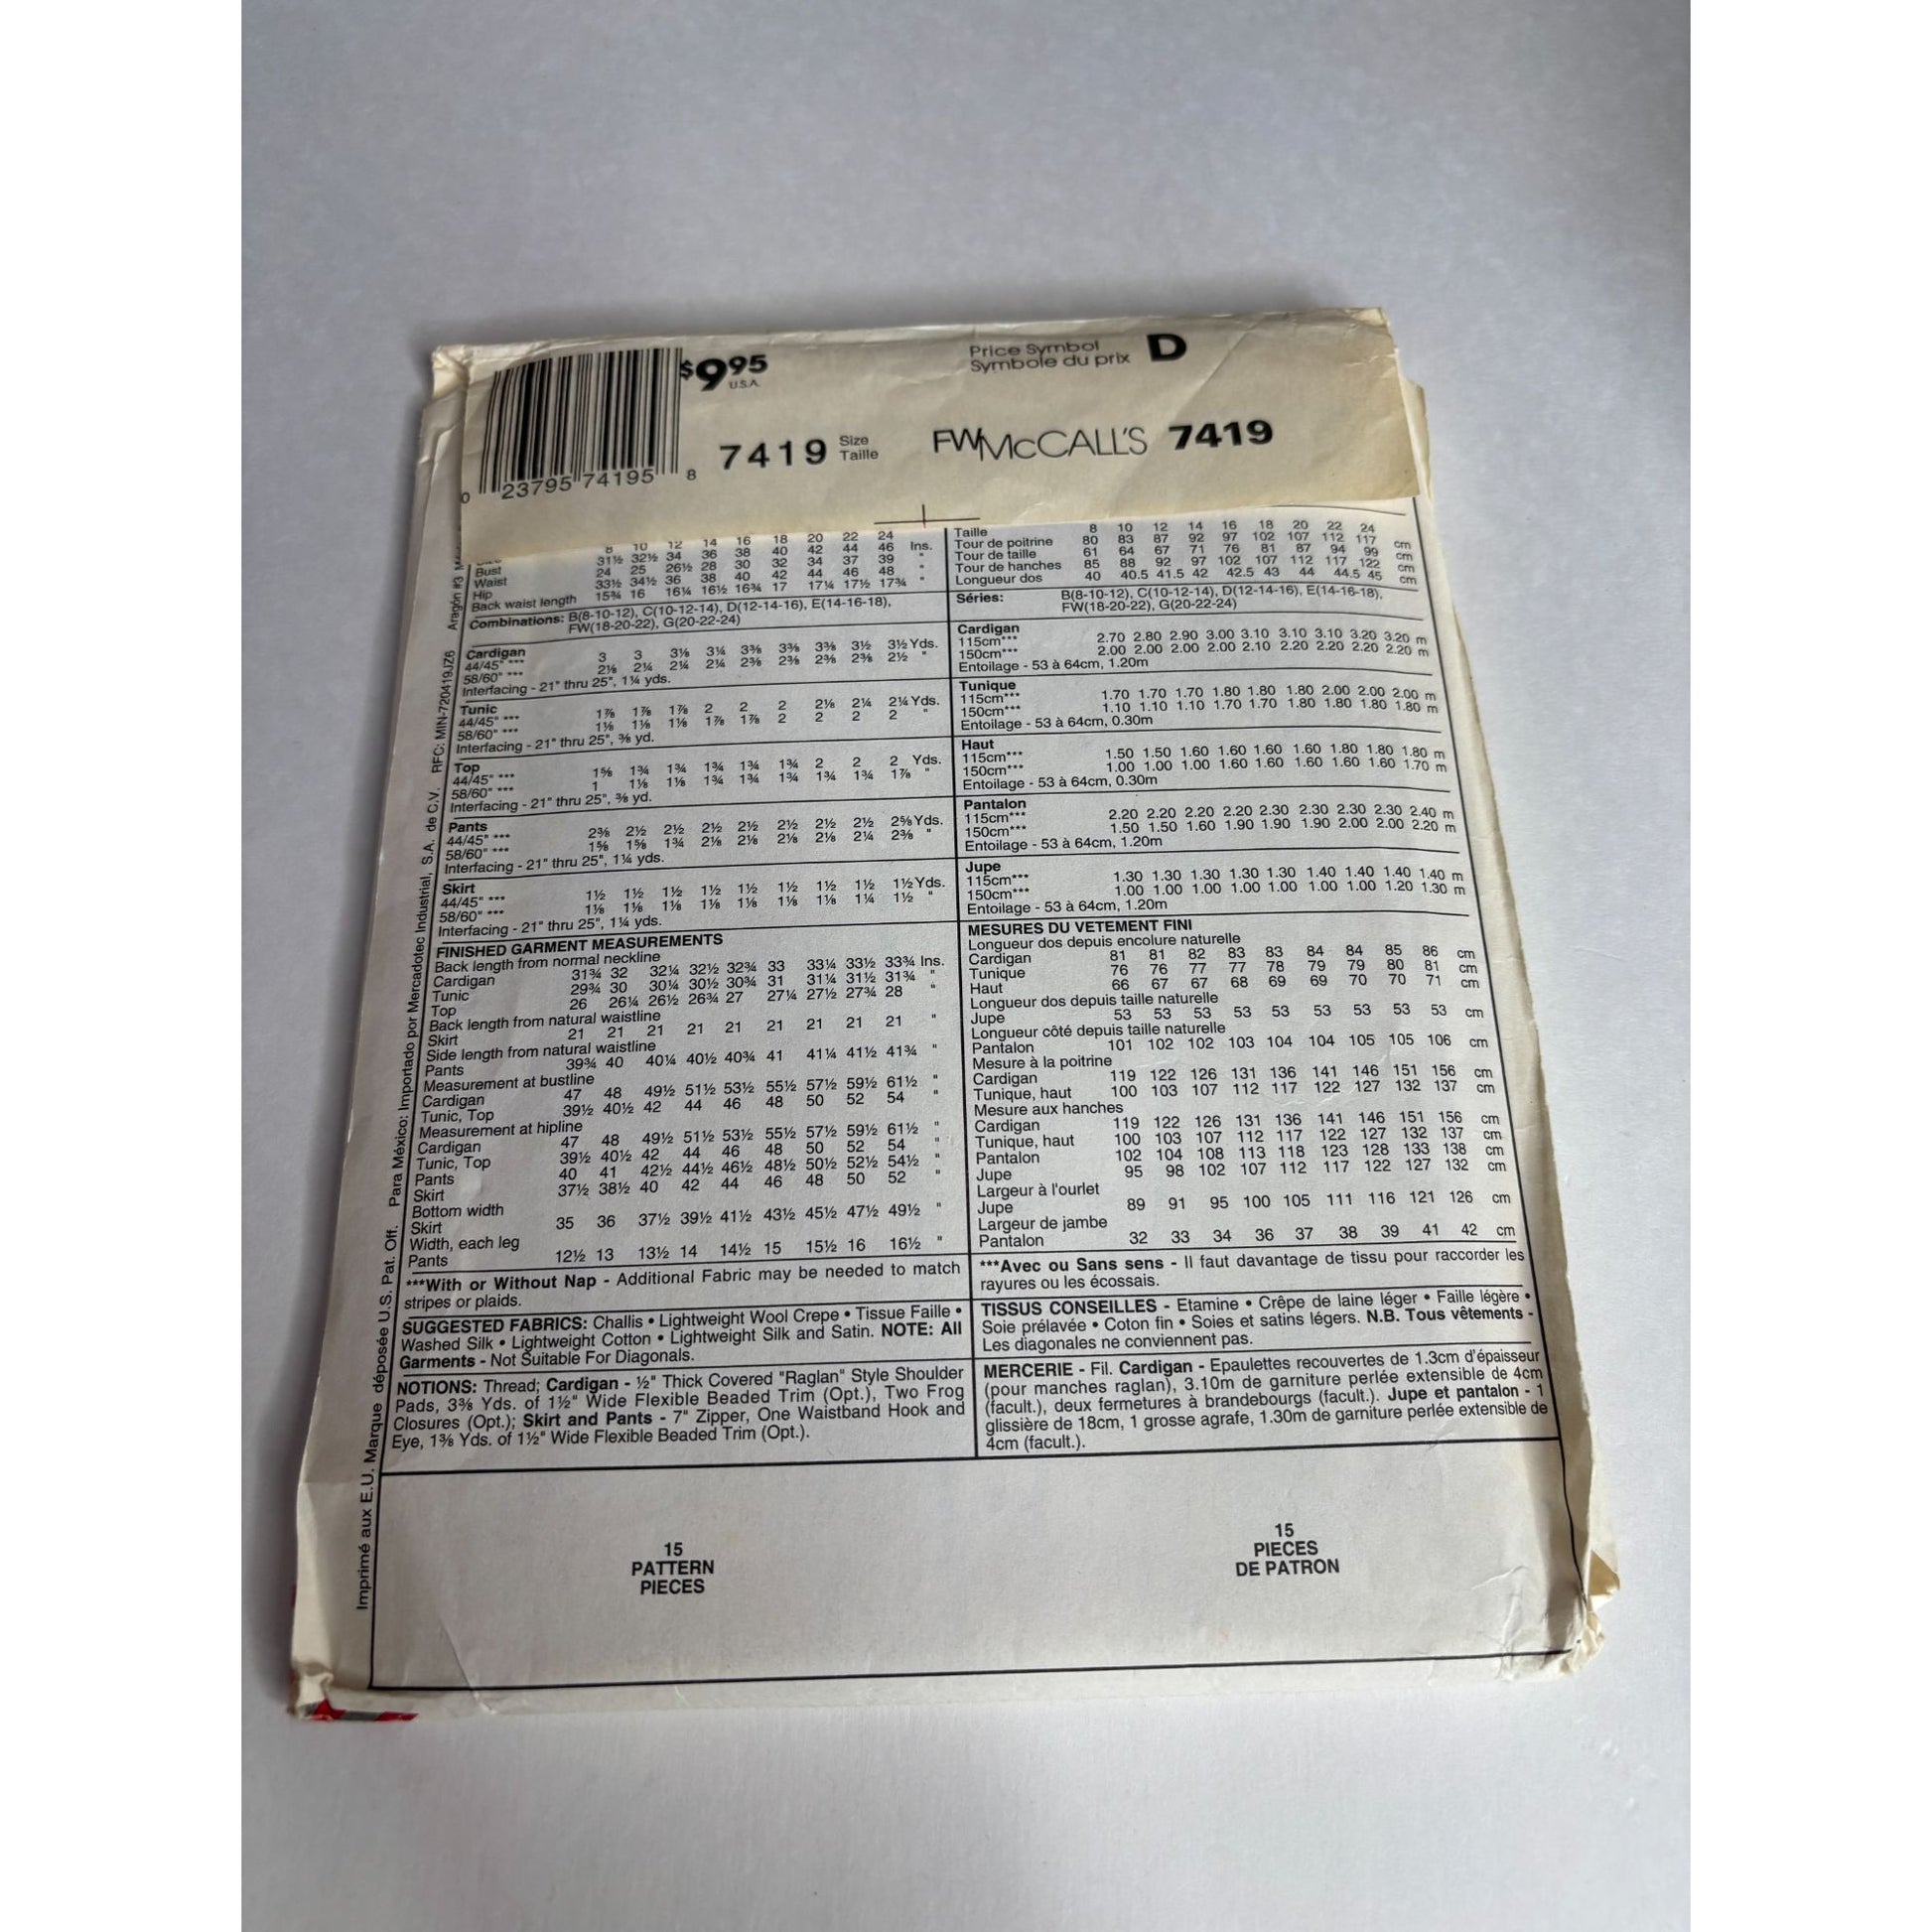 $9.95
U.S.A.
Price Symbol
Symbole du prix D
0 23795 74195 8
7419 Size
Taille
FW McCALL'S 7419
Imprimé aux E.U. Marque déposée U.S. Pat. Off. Para México: Importado por Mercadotec Industrial, S.A. de C.V. RFC: MIN-720419JZ6 Aragón #3
8 10 12 14 16 18 20 22 24
Bust 31½ 32½ 34 36 38 40 42 44 46 Ins.
Waist 24 25 26½ 28 30 32 34 37 39 "
Hip 33½ 34½ 36 38 40 42 44 46 48 "
Back waist length 15¾ 16 16¼ 16½ 16¾ 17 17¼ 17½ 17¾ "
Combinations: B(8-10-12), C(10-12-14), D(12-14-16), E(14-16-18),
FW(18-20-22), G(20-22-24)
Cardigan
44/45" *** 3 3 3⅛ 3¼ 3⅜ 3⅜ 3⅜ 3½ 3½ Yds.
58/60" *** 2⅛ 2¼ 2¼ 2¼ 2⅜ 2⅜ 2⅜ 2⅜ 2½ "
Interfacing - 21" thru 25", 1¼ yds.
Tunic
44/45" *** 1⅞ 1⅞ 1⅞ 2 2 2 2⅛ 2¼ 2¼ Yds.
58/60" *** 1⅛ 1⅛ 1⅛ 1⅞ 1⅞ 2 2 2 2 "
Interfacing - 21" thru 25", ⅜ yd.
Top
44/45" *** 1⅝ 1¾ 1¾ 1¾ 1¾ 1¾ 2 2 2 Yds.
58/60" *** 1 1⅛ 1⅛ 1¾ 1¾ 1¾ 1¾ 1¾ 1⅞ "
Interfacing - 21" thru 25", ⅜ yd.
Pants
44/45" *** 2⅜ 2½ 2½ 2½ 2½ 2½ 2½ 2½ 2⅝ Yds.
58/60" *** 1⅝ 1⅝ 1¾ 2⅛ 2⅛ 2⅛ 2⅛ 2¼ 2⅜ "
Interfacing - 21" thru 25", 1¼ yds.
Skirt
44/45" *** 1½ 1½ 1½ 1½ 1½ 1½ 1½ 1½ 1½ Yds.
58/60" *** 1⅛ 1⅛ 1⅛ 1⅛ 1⅛ 1⅛ 1⅛ 1¼ 1½ "
Interfacing - 21" thru 25", 1¼ yds.
FINISHED GARMENT MEASUREMENTS
Back length from normal neckline
Cardigan 31¾ 32 32¼ 32½ 32¾ 33 33¼ 33½ 33¾ Ins.
Tunic 29¾ 30 30¼ 30½ 30¾ 31 31¼ 31½ 31¾ "
Top 26 26¼ 26½ 26¾ 27 27¼ 27½ 27¾ 28 "
Back length from natural waistline
Skirt 21 21 21 21 21 21 21 21 21 "
Side length from natural waistline
Pants 39¾ 40 40¼ 40½ 40¾ 41 41¼ 41½ 41¾ "
Measurement at bustline
Cardigan 47 48 49½ 51½ 53½ 55½ 57½ 59½ 61½ "
Tunic, Top 39½ 40½ 42 44 46 48 50 52 54 "
Measurement at hipline
Cardigan 47 48 49½ 51½ 53½ 55½ 57½ 59½ 61½ "
Tunic, Top 39½ 40½ 42 44 46 48 50 52 54 "
Pants 40 41 42½ 44½ 46½ 48½ 50½ 52½ 54½ "
Skirt 37½ 38½ 40 42 44 46 48 50 52 "
Bottom width
Skirt 35 36 37½ 39½ 41½ 43½ 45½ 47½ 49½ "
Width, each leg
Pants 12½ 13 13½ 14 14½ 15 15½ 16 16½ "
***With or Without Nap - Additional Fabric may be needed to match
stripes or plaids.
SUGGESTED FABRICS: Challis • Lightweight Wool Crepe • Tissue Faille •
Washed Silk • Lightweight Cotton • Lightweight Silk and Satin. NOTE: All
Garments - Not Suitable For Diagonals.
NOTIONS: Thread; Cardigan - ½" Thick Covered "Raglan" Style Shoulder
Pads, 3⅜ Yds. of 1½" Wide Flexible Beaded Trim (Opt.), Two Frog
Closures (Opt.); Skirt and Pants - 7" Zipper, One Waistband Hook and
Eye, 1⅜ Yds. of 1½" Wide Flexible Beaded Trim (Opt.).
15
PATTERN
PIECES
Taille 8 10 12 14 16 18 20 22 24
Tour de poitrine 80 83 87 92 97 102 107 112 117 cm
Tour de taille 61 64 67 71 76 81 87 94 99 cm
Tour de hanches 85 88 92 97 102 107 112 117 122 cm
Longueur dos 40 40.5 41.5 42 42.5 43 44 44.5 45 cm
Séries: B(8-10-12), C(10-12-14), D(12-14-16), E(14-16-18),
FW(18-20-22), G(20-22-24)
Cardigan
115cm*** 2.70 2.80 2.90 3.00 3.10 3.10 3.10 3.20 3.20 m
150cm*** 2.00 2.00 2.00 2.00 2.10 2.20 2.20 2.20 2.20 m
Entoilage - 53 à 64cm, 1.20m
Tunique
115cm*** 1.70 1.70 1.70 1.80 1.80 1.80 2.00 2.00 2.00 m
150cm*** 1.10 1.10 1.10 1.70 1.70 1.80 1.80 1.80 1.80 m
Entoilage - 53 à 64cm, 0.30m
Haut
115cm*** 1.50 1.50 1.60 1.60 1.60 1.60 1.80 1.80 1.80 m
150cm*** 1.00 1.00 1.00 1.60 1.60 1.60 1.60 1.60 1.70 m
Entoilage - 53 à 64cm, 0.30m
Pantalon
115cm*** 2.20 2.20 2.20 2.20 2.30 2.30 2.30 2.30 2.40 m
150cm*** 1.50 1.50 1.60 1.90 1.90 1.90 2.00 2.00 2.20 m
Entoilage - 53 à 64cm, 1.20m
Jupe
115cm*** 1.30 1.30 1.30 1.30 1.30 1.40 1.40 1.40 1.40 m
150cm*** 1.00 1.00 1.00 1.00 1.00 1.00 1.00 1.20 1.30 m
Entoilage - 53 à 64cm, 1.20m
MESURES DU VETEMENT FINI
Longueur dos depuis encolure naturelle
Cardigan 81 81 82 83 83 84 84 85 86 cm
Tunique 76 76 77 77 78 79 79 80 81 cm
Haut 66 67 67 68 69 69 70 70 71 cm
Longueur dos depuis taille naturelle
Jupe 53 53 53 53 53 53 53 53 53 cm
Longueur côté depuis taille naturelle
Pantalon 101 102 102 103 104 104 105 105 106 cm
Mesure à la poitrine
Cardigan 119 122 126 131 136 141 146 151 156 cm
Tunique, haut 100 103 107 112 117 122 127 132 137 cm
Mesure aux hanches
Cardigan 119 122 126 131 136 141 146 151 156 cm
Tunique, haut 100 103 107 112 117 122 127 132 137 cm
Pantalon 102 104 108 113 118 123 128 133 138 cm
Jupe 95 98 102 107 112 117 122 127 132 cm
Largeur à l'ourlet
Jupe 89 91 95 100 105 111 116 121 126 cm
Largeur de jambe
Pantalon 32 33 34 36 37 38 39 41 42 cm
***Avec ou Sans sens - Il faut davantage de tissu pour raccorder les
rayures ou les écossais.
TISSUS CONSEILLES - Etamine • Crêpe de laine léger • Faille légère •
Soie prélavée • Coton fin • Soies et satins légers. N.B. Tous vêtements -
Les diagonales ne conviennent pas.
MERCERIE - Fil. Cardigan - Epaulettes recouvertes de 1.3cm d'épaisseur
(pour manches raglan), 3.10m de garniture perlée extensible de 4cm
(facult.), deux fermetures à brandebourgs (facult.). Jupe et pantalon - 1
glissière de 18cm, 1 grosse agrafe, 1.30m de garniture perlée extensible de
4cm (facult.).
15
PIECES
DE PATRON